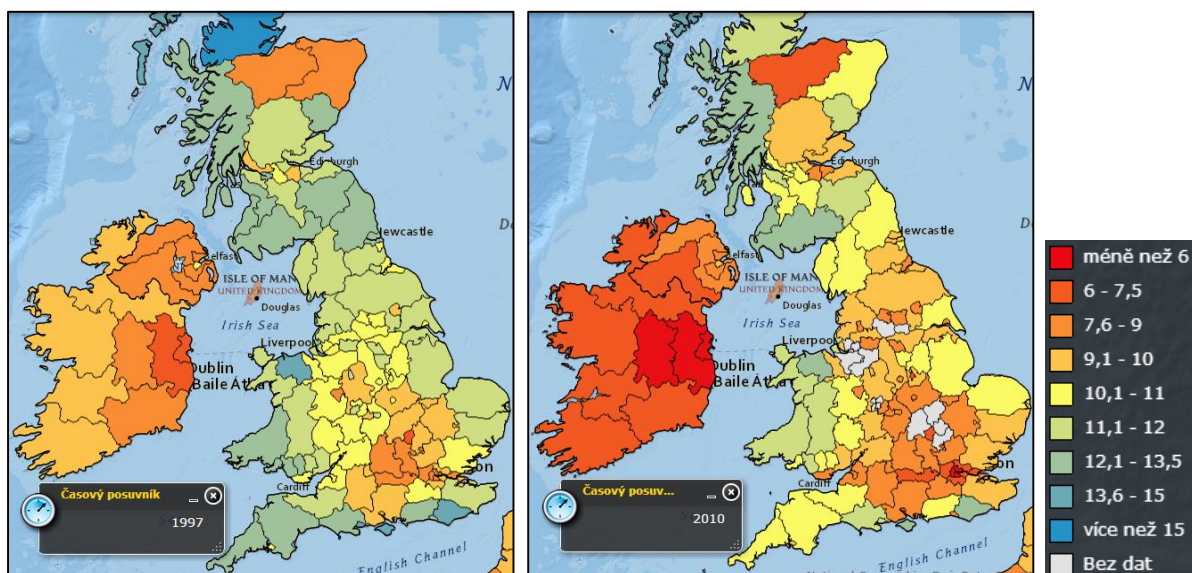 Edinburgh
Newcastle
Belfast
ISLE OF MAN
UNITED KINGDOM
Douglas
Irish Sea
Liverpool
Dublin
Baile Átha
Cardiff
English Channel
Časový posuvník
1997
Edinburgh
Newcastle
Belfast
ISLE OF MAN
UNITED KINGDOM
Douglas
Irish Sea
Liverpool
Dublin
Baile Átha
Cardiff
English Channel
Časový posuv...
2010
méně než 6
6 - 7,5
7,6 - 9
9,1 - 10
10,1 - 11
11,1 - 12
12,1 - 13,5
13,6 - 15
více než 15
Bez dat